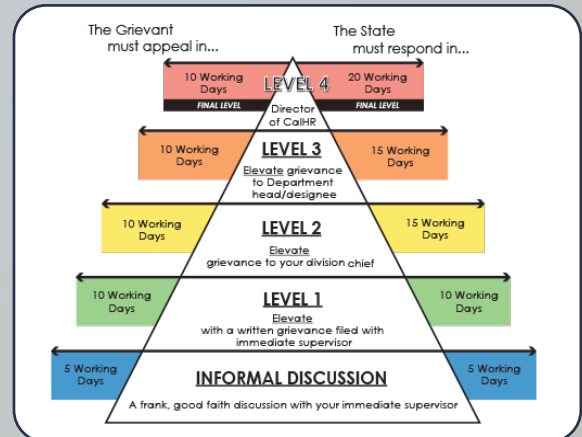 The Grievant
must appeal in...
The State
must respond in...
10 Working
Days
FINAL LEVEL
LEVEL 4
Director
of CalHR
20 Working
Days
FINAL LEVEL
10 Working
Days
LEVEL 3
Elevate grievance
to Department
head/designee
15 Working
Days
10 Working
Days
LEVEL 2
Elevate
grievance to your division chief
15 Working
Days
10 Working
Days
LEVEL 1
Elevate
with a written grievance filed with
immediate supervisor
10 Working
Days
5 Working
Days
INFORMAL DISCUSSION
A frank, good faith discussion with your immediate supervisor
5 Working
Days